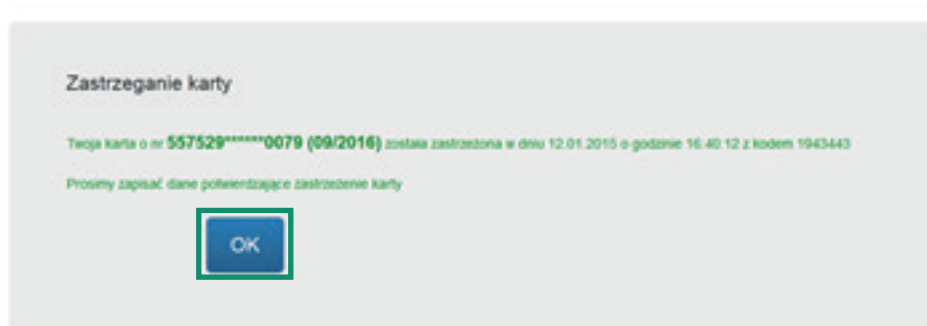 Zastrzeganie karty
Twoja karta o nr 557529******0079 (09/2016) została zastrzeżona w dniu 12.01.2015 o godzinie 16:40:12 z kodem 1943443
Prosimy zapisać dane potwierdzające zastrzeżenie karty
OK